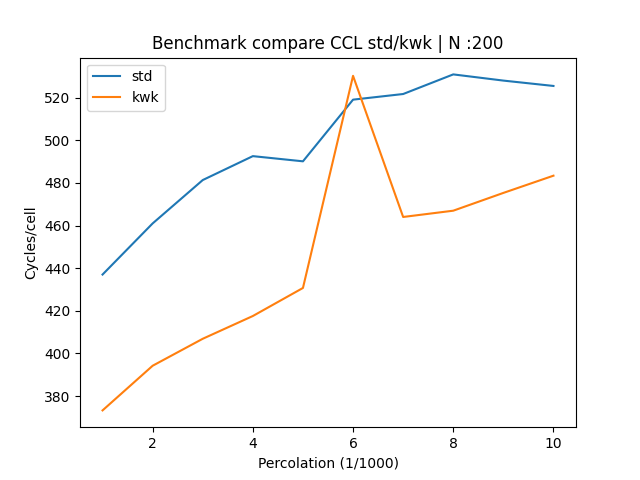 Benchmark compare CCL std/kwk | N :200
std
kwk
520
500
480
460
440
420
400
380
Cycles/cell
2 4 6 8 10
Percolation (1/1000)